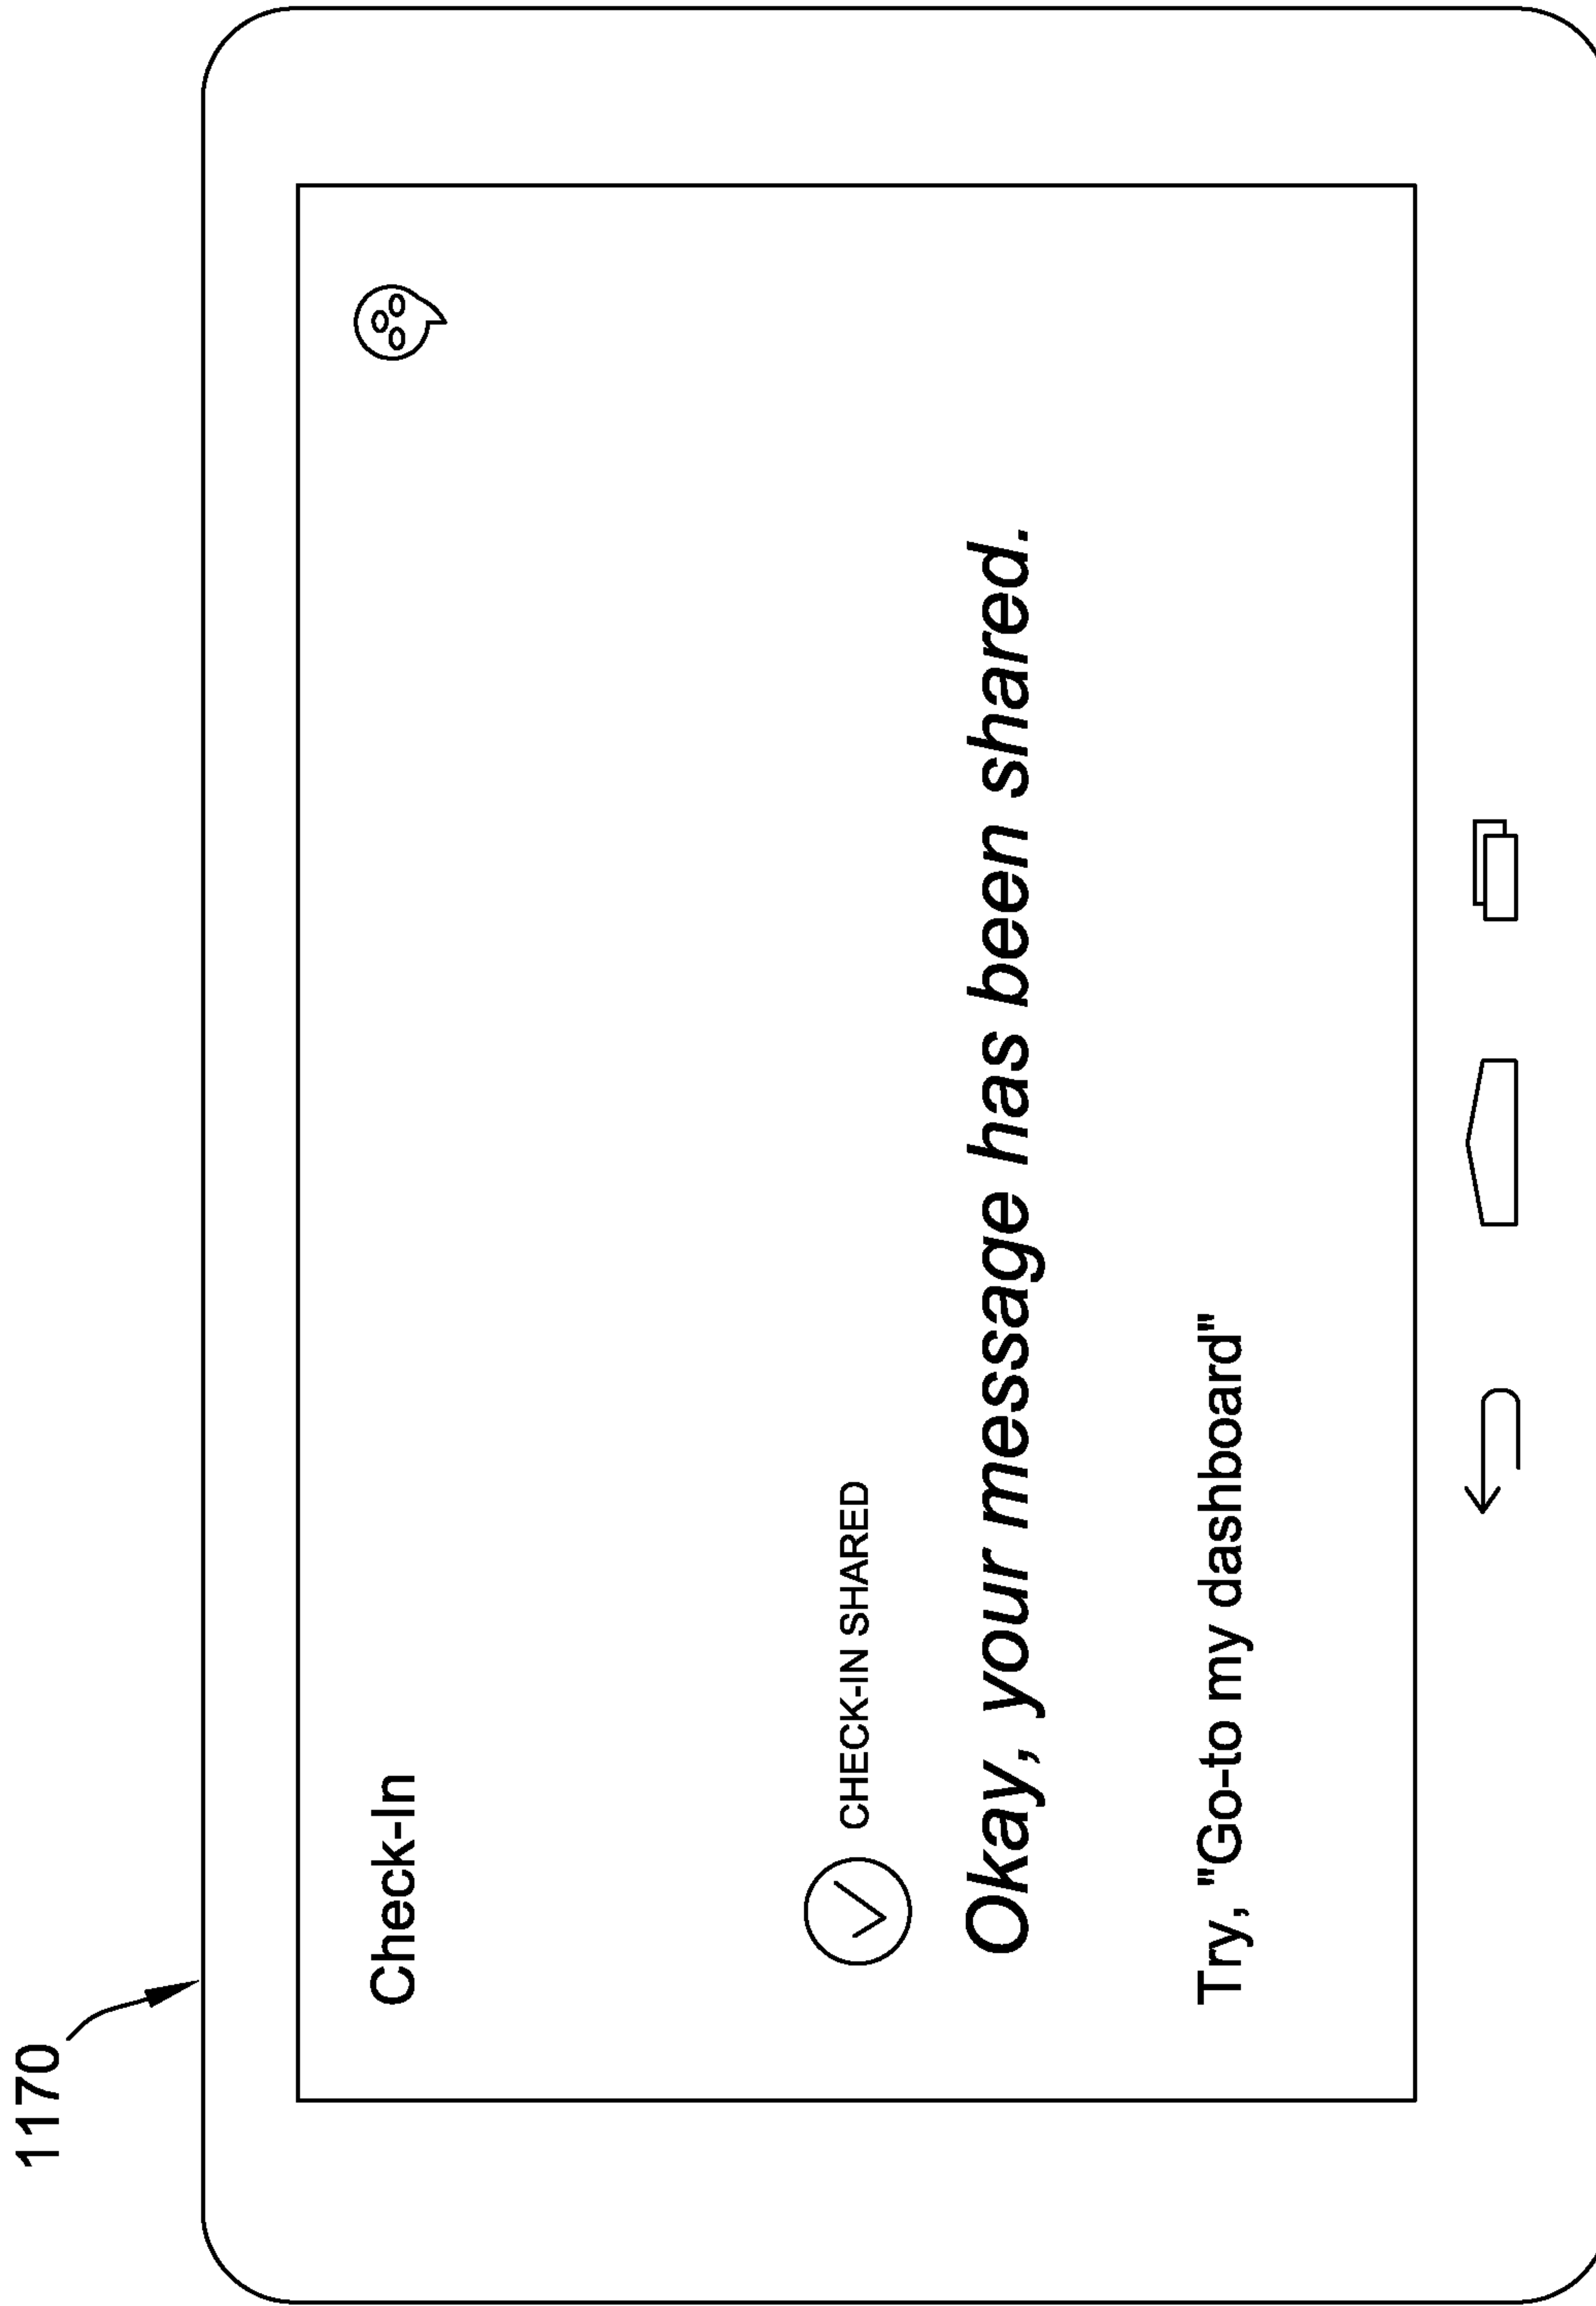 1170
Check-In
CHECK-IN SHARED
Okay, your message has been shared.
Try, "Go-to my dashboard"